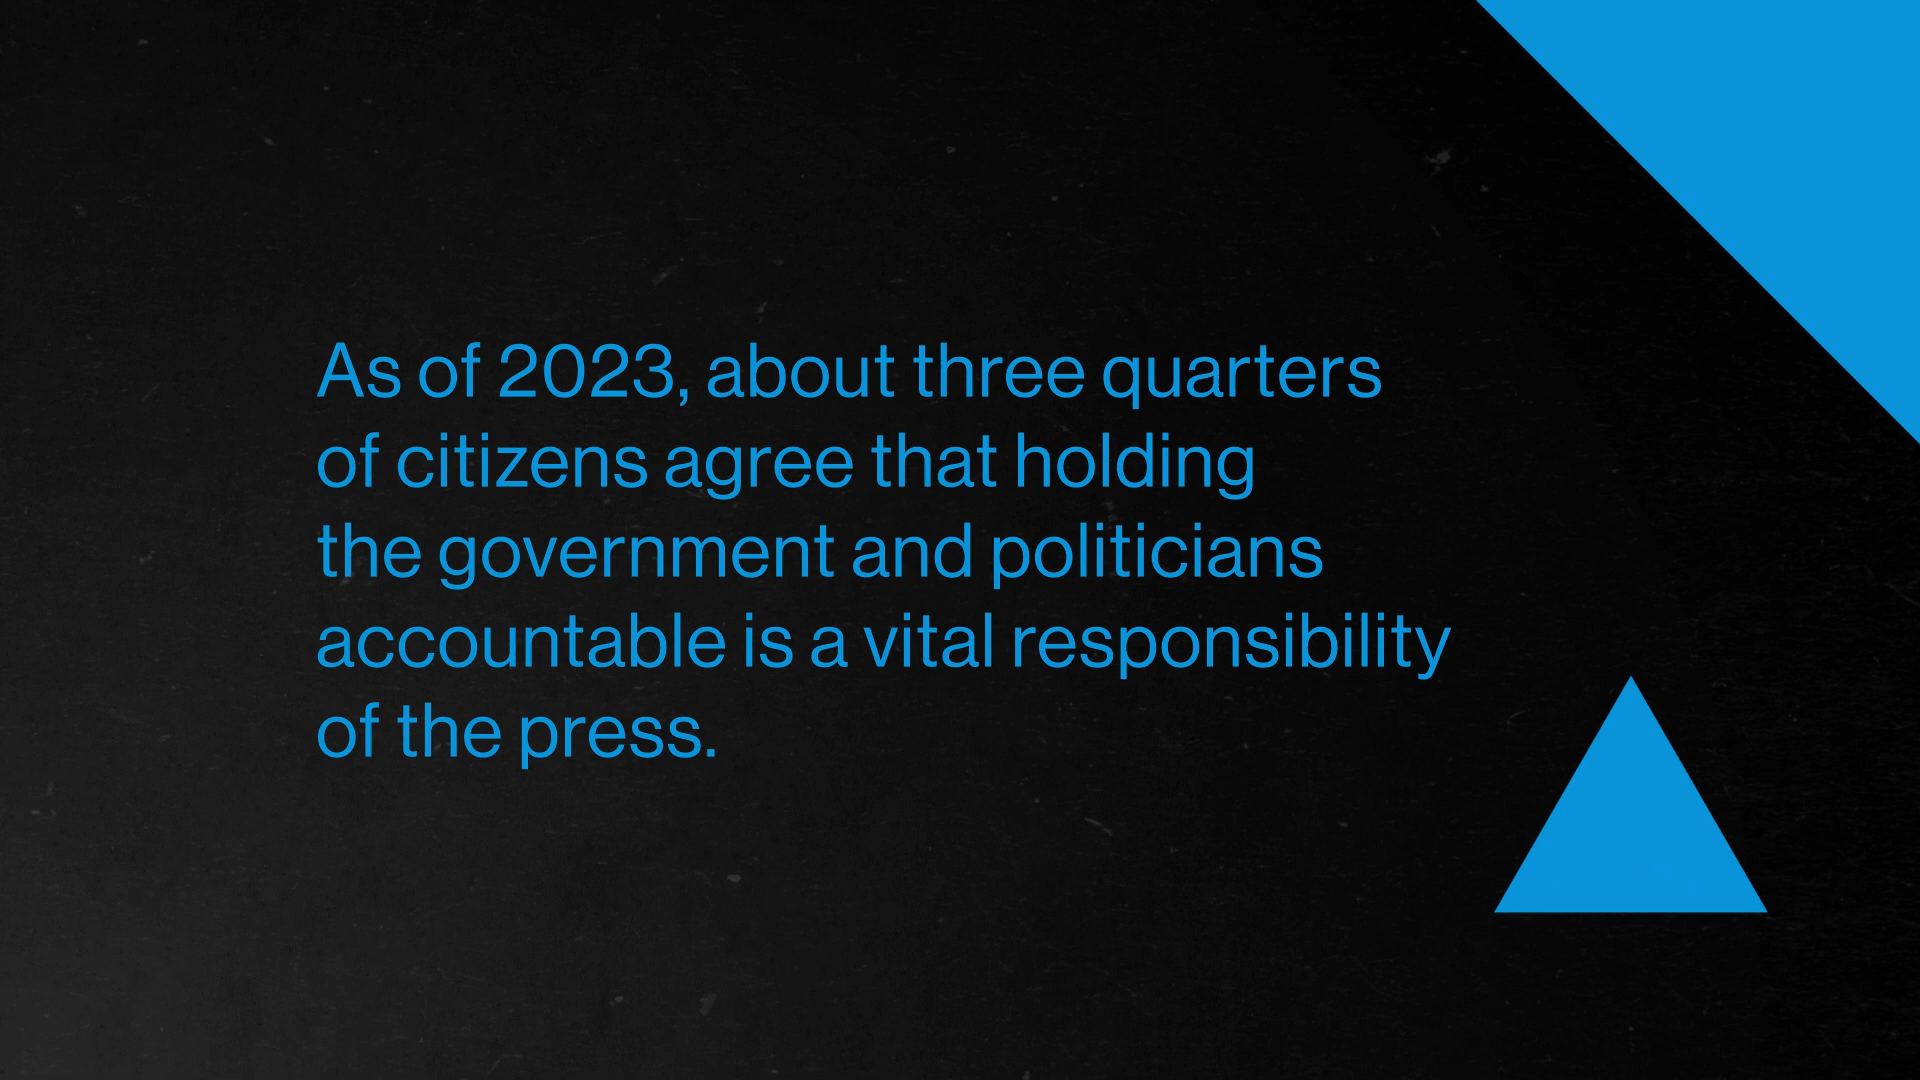 As of 2023, about three quarters
of citizens agree that holding
the government and politicians
accountable is a vital responsibility
of the press.